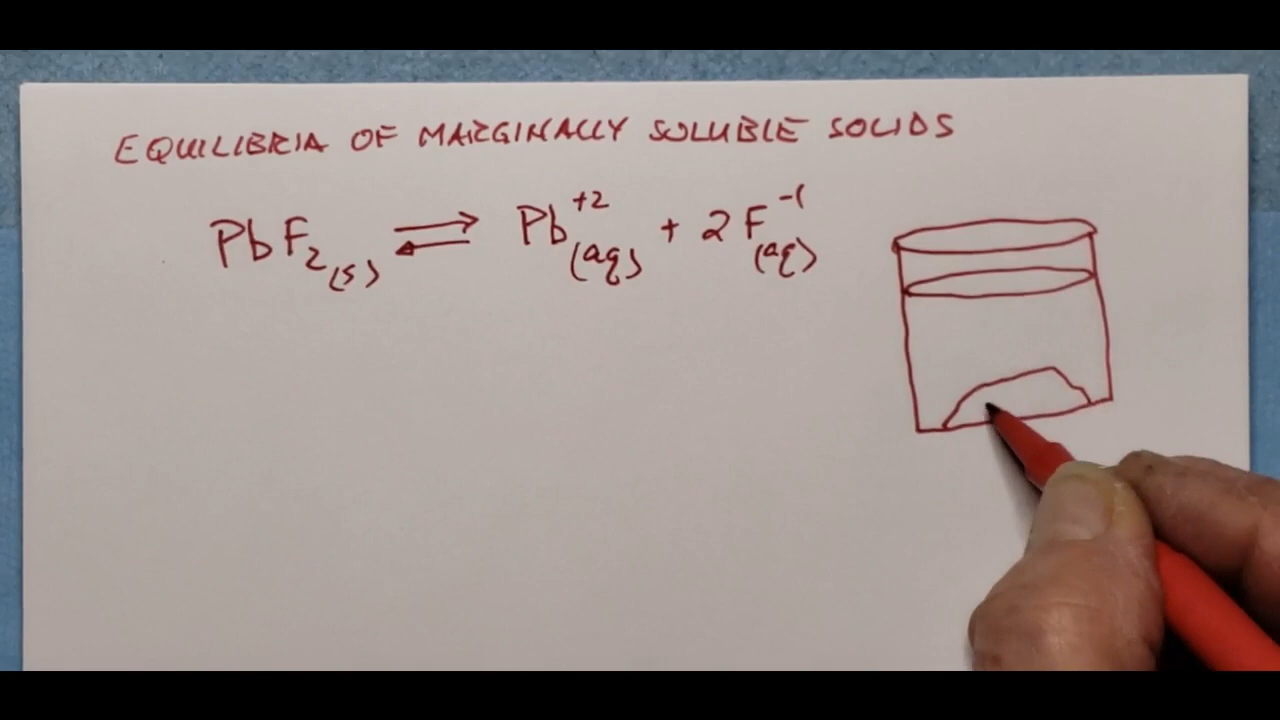 EQUILIBRIA OF MARGINALLY SOLUBLE SOLIDS
PbF₂(s) ⇌ Pb⁺²(aq) + 2F⁻¹(aq)